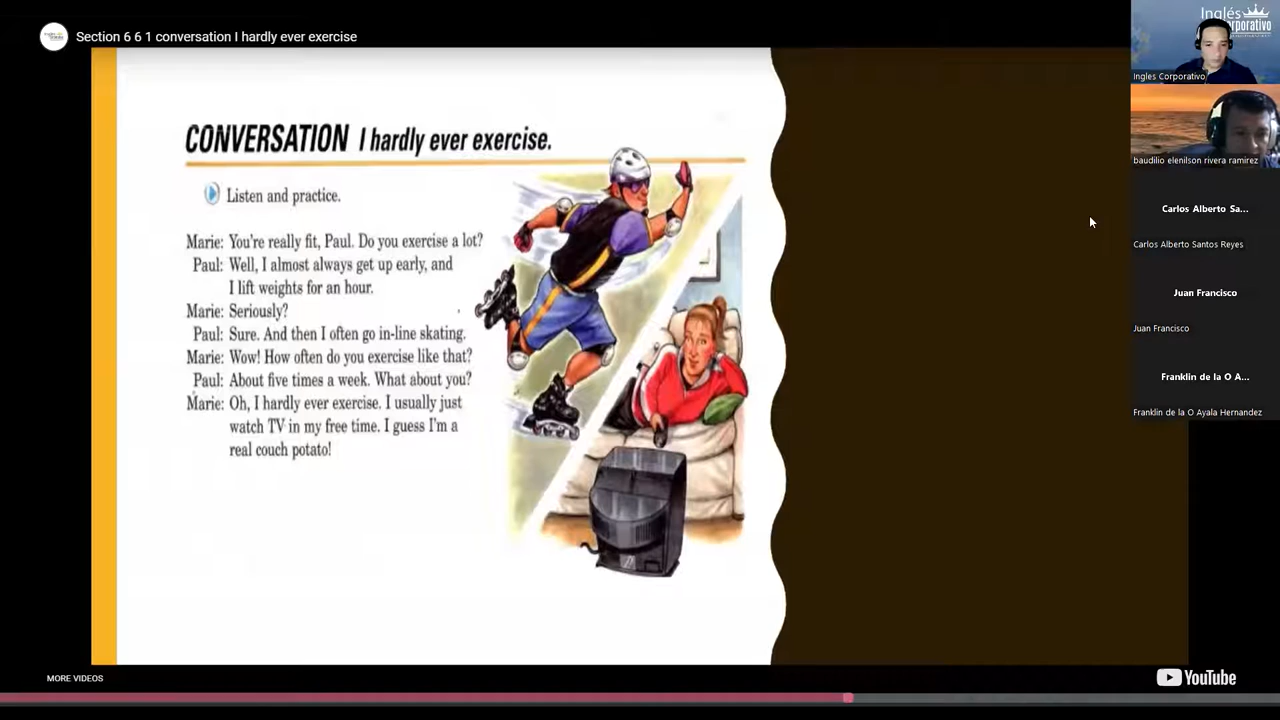 Section 6 6 1 conversation I hardly ever exercise
CONVERSATION I hardly ever exercise.
Listen and practice.
Marie: You're really fit, Paul. Do you exercise a lot?
Paul: Well, I almost always get up early, and
I lift weights for an hour.
Marie: Seriously?
Paul: Sure. And then I often go in-line skating.
Marie: Wow! How often do you exercise like that?
Paul: About five times a week. What about you?
Marie: Oh, I hardly ever exercise. I usually just
watch TV in my free time. I guess I'm a
real couch potato!
MORE VIDEOS
YouTube
Inglés
Ingles Corporativo
baudilio elenilson rivera ramirez
Carlos Alberto Sa...
Carlos Alberto Santos Reyes
Juan Francisco
Juan Francisco
Franklin de la O A...
Franklin de la O Ayala Hernandez